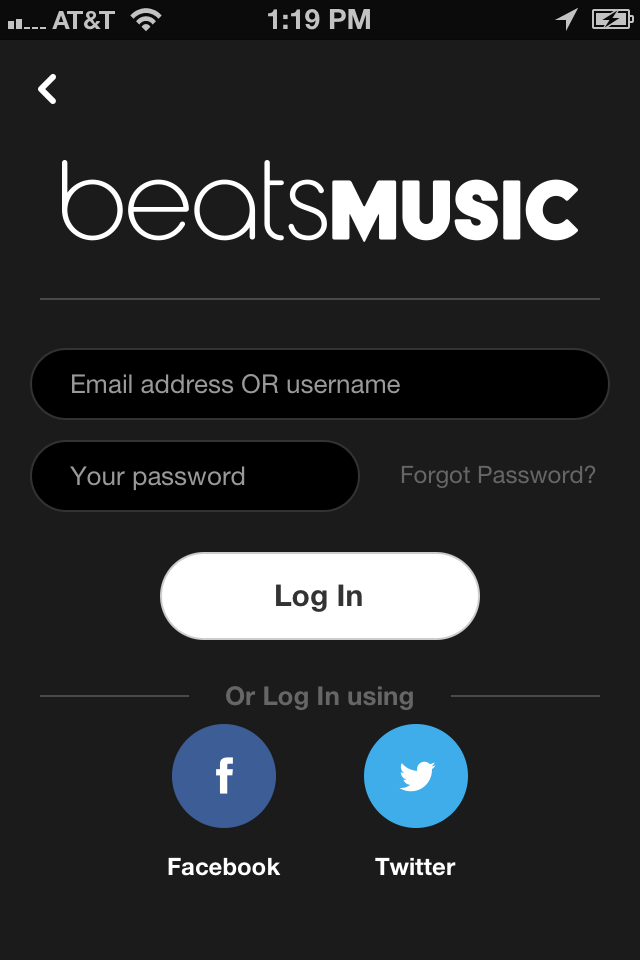 AT&T 1:19 PM
beatsMUSIC
Email address OR username
Your password Forgot Password?
Log In
Or Log In using
Facebook Twitter